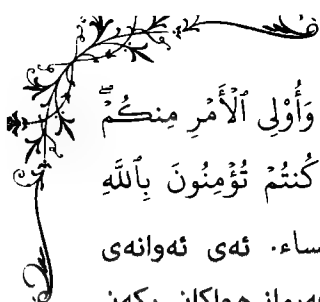 وَأُوْلِى ٱلْأَمْرِ مِنكُمْۖ
كُنتُمْ تُؤْمِنُونَ بِٱللَّهِ
ساء. ئەی ئەوانەی